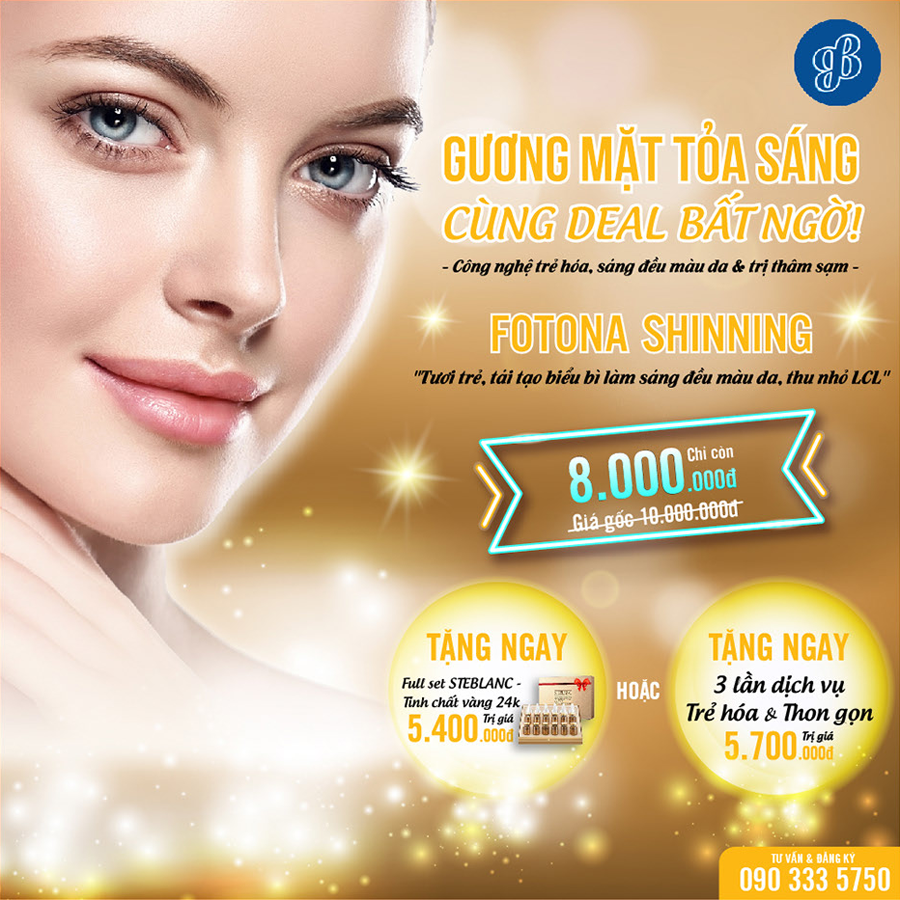 gB
GƯƠNG MẶT TỎA SÁNG
CÙNG DEAL BẤT NGỜ!
- Công nghệ trẻ hóa, sáng đều màu da & trị thâm sạm -
FOTONA SHINNING
"Tươi trẻ, tái tạo biểu bì làm sáng đều màu da, thu nhỏ LCL"
Chỉ còn
8.000.000đ
Giá gốc 10.000.000đ
TẶNG NGAY
Full set STEBLANC -
Tinh chất vàng 24k
Trị giá
5.400.000đ
HOẶC
TẶNG NGAY
3 lần dịch vụ
Trẻ hóa & Thon gọn
Trị giá
5.700.000đ
TƯ VẤN & ĐĂNG KÝ
090 333 5750